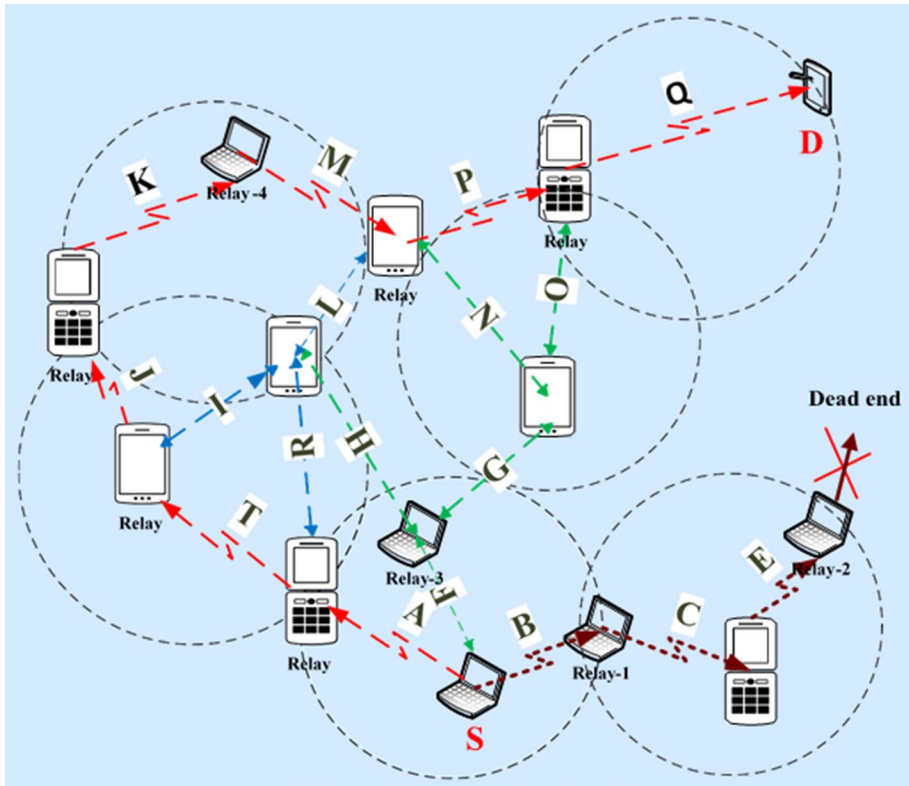 Q
D
K
M
P
Relay -4
Relay
Relay
O
L
N
Relay
J
I
Dead end
R
H
G
T
Relay
Relay-3
F
E
Relay-2
A
B
C
Relay
Relay-1
S